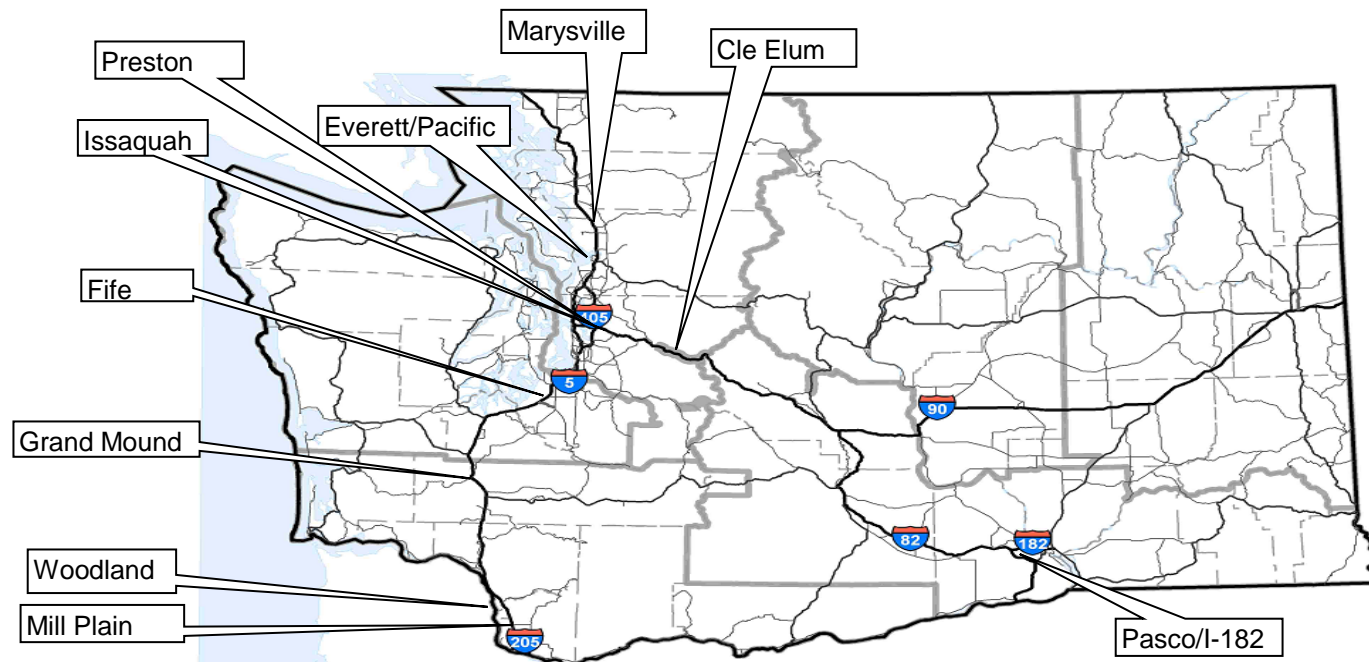 Marysville
Cle Elum
Preston
Everett/Pacific
Issaquah
Fife
405
5
90
Grand Mound
82
182
Woodland
Mill Plain
205
Pasco/I-182